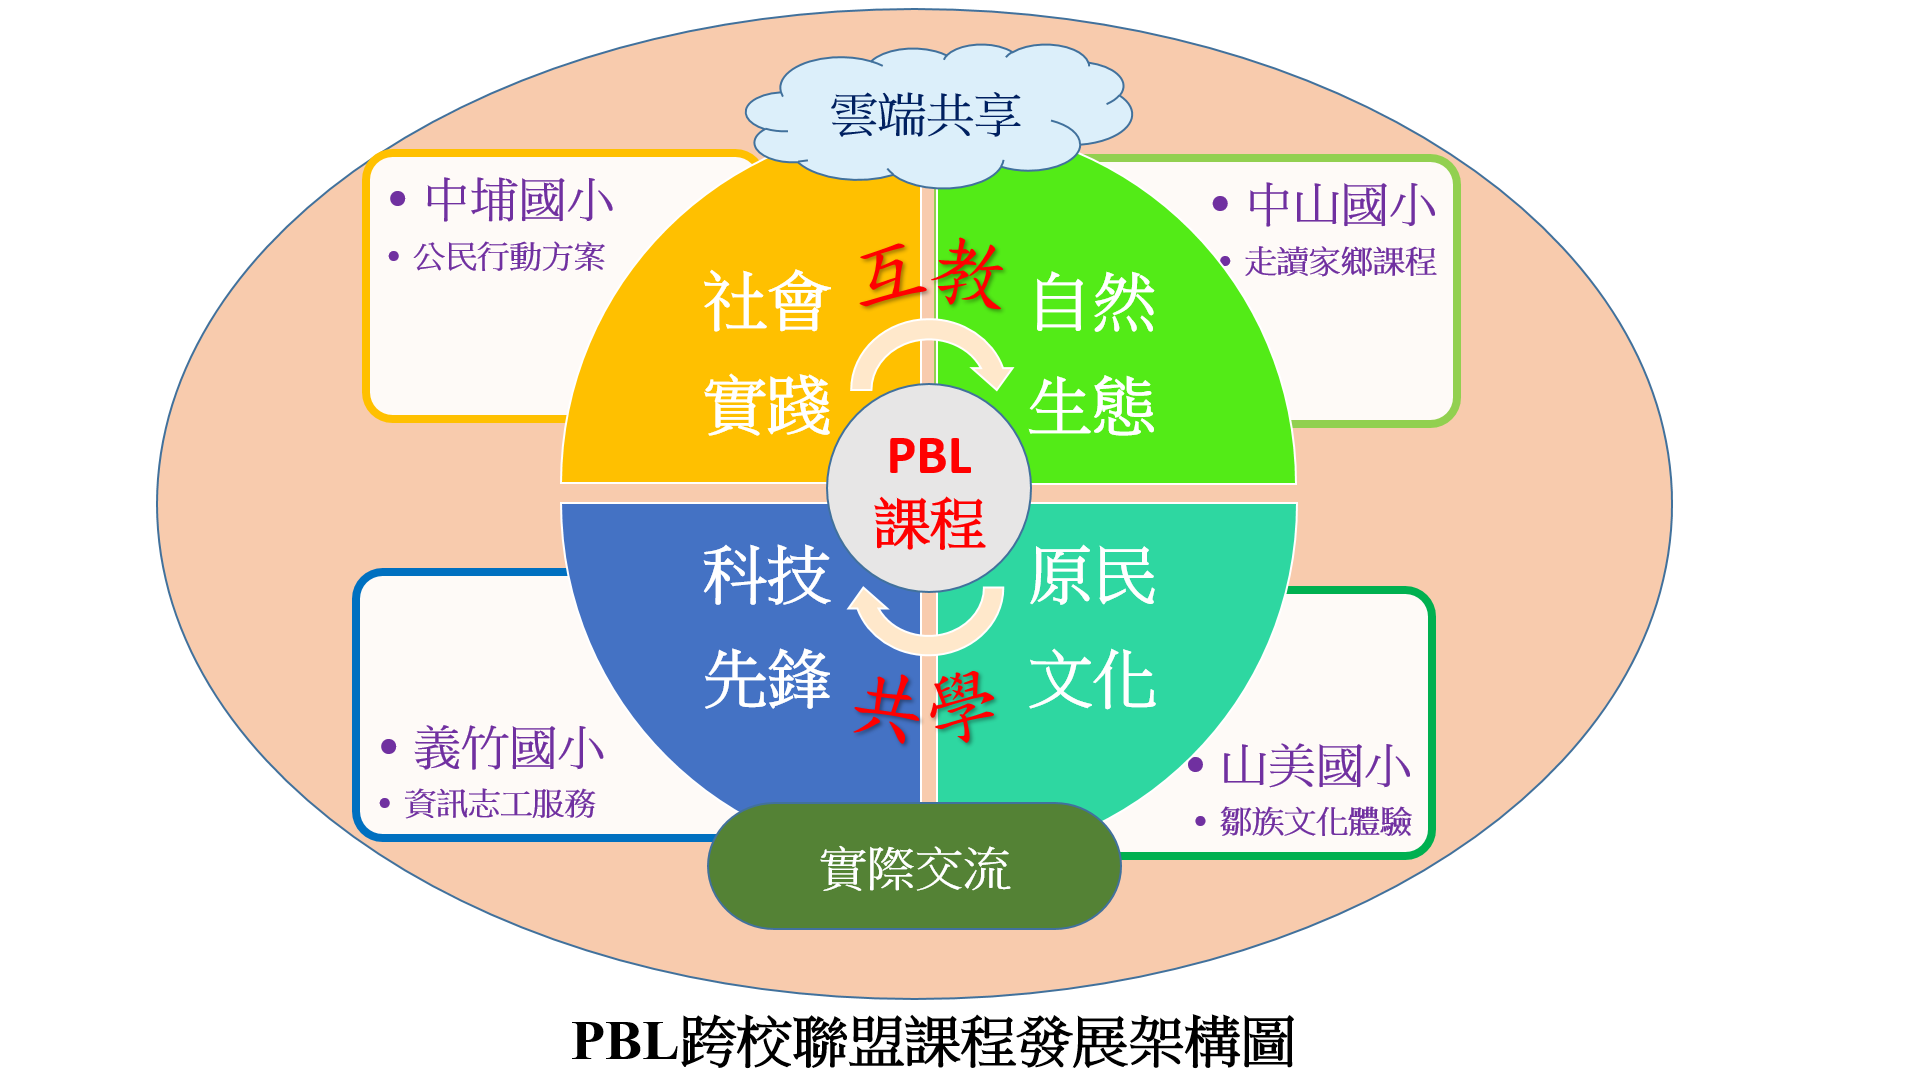 雲端共享
• 中埔國小
• 公民行動方案
• 中山國小
• 走讀家鄉課程
互教
社會
實踐
自然
生態
PBL
課程
科技
先鋒
原民
文化
共學
• 義竹國小
• 資訊志工服務
• 山美國小
• 鄒族文化體驗
實際交流
PBL跨校聯盟課程發展架構圖